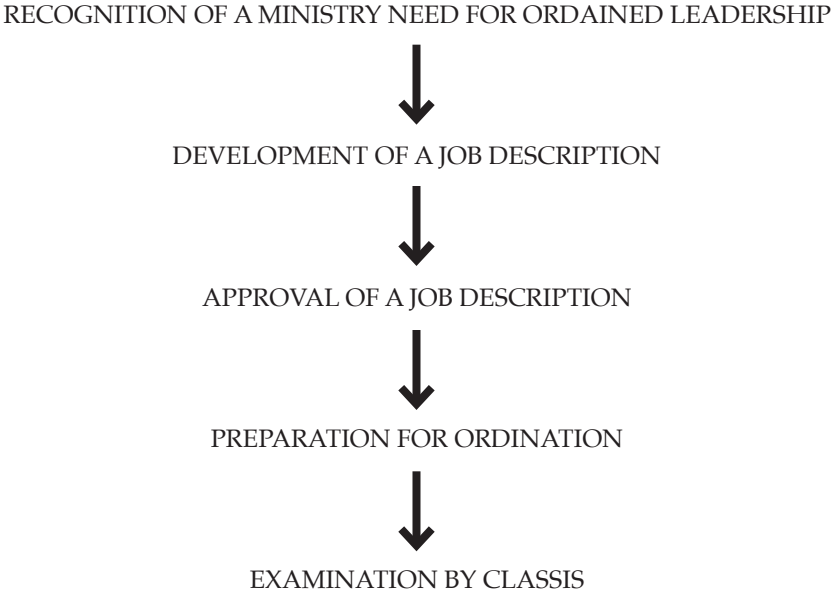 RECOGNITION OF A MINISTRY NEED FOR ORDAINED LEADERSHIP
DEVELOPMENT OF A JOB DESCRIPTION
APPROVAL OF A JOB DESCRIPTION
PREPARATION FOR ORDINATION
EXAMINATION BY CLASSIS